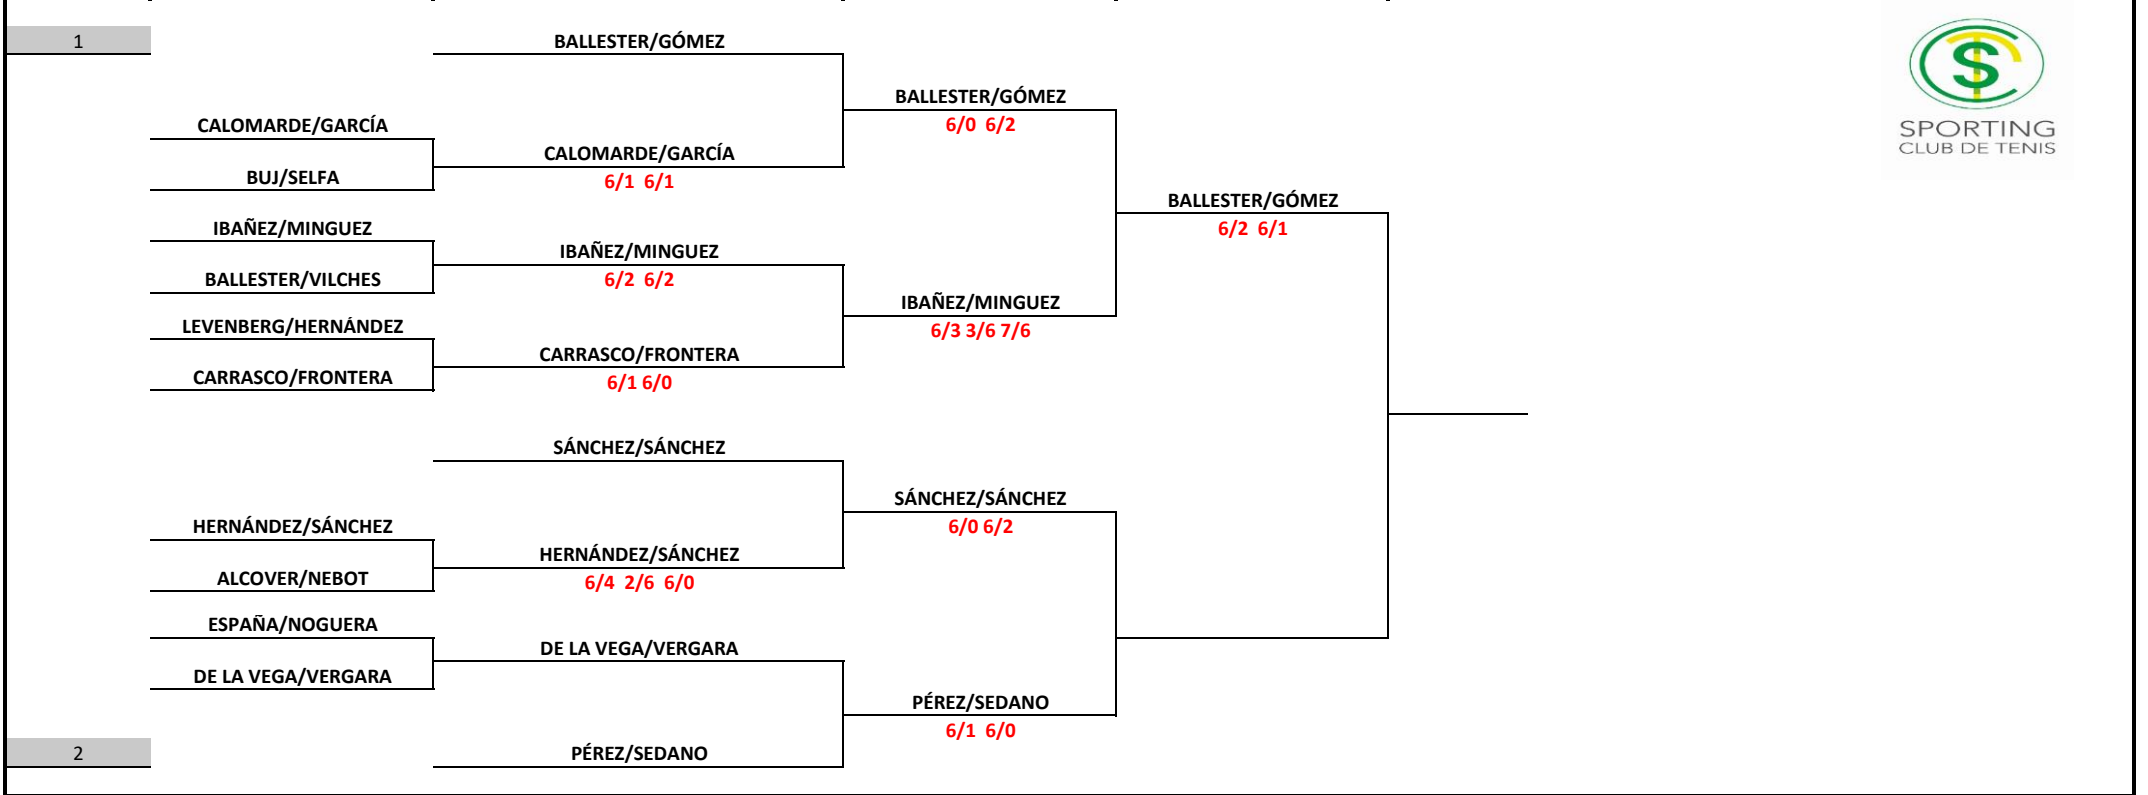 1
BALLESTER/GÓMEZ
BALLESTER/GÓMEZ
6/0 6/2
CALOMARDE/GARCÍA
CALOMARDE/GARCÍA
6/1 6/1
BUJ/SELFA
BALLESTER/GÓMEZ
6/2 6/1
IBAÑEZ/MINGUEZ
IBAÑEZ/MINGUEZ
6/2 6/2
BALLESTER/VILCHES
IBAÑEZ/MINGUEZ
6/3 3/6 7/6
LEVENBERG/HERNÁNDEZ
CARRASCO/FRONTERA
6/1 6/0
CARRASCO/FRONTERA
SÁNCHEZ/SÁNCHEZ
SÁNCHEZ/SÁNCHEZ
6/0 6/2
HERNÁNDEZ/SÁNCHEZ
HERNÁNDEZ/SÁNCHEZ
6/4 2/6 6/0
ALCOVER/NEBOT
ESPAÑA/NOGUERA
DE LA VEGA/VERGARA
DE LA VEGA/VERGARA
PÉREZ/SEDANO
6/1 6/0
2
PÉREZ/SEDANO
SPORTING
CLUB DE TENIS